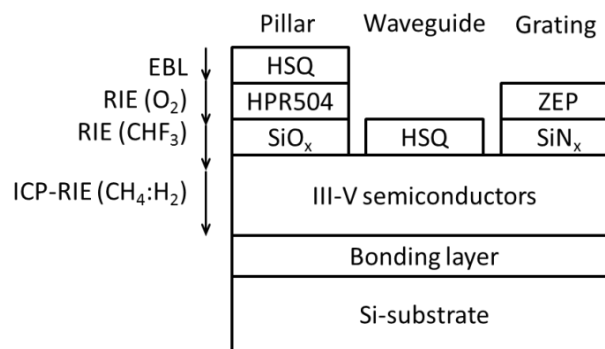 Pillar Waveguide Grating
EBL HSQ
RIE (O₂) HPR504 ZEP
RIE (CHF₃) SiOₓ HSQ SiNₓ
ICP-RIE (CH₄:H₂) III-V semiconductors
Bonding layer
Si-substrate